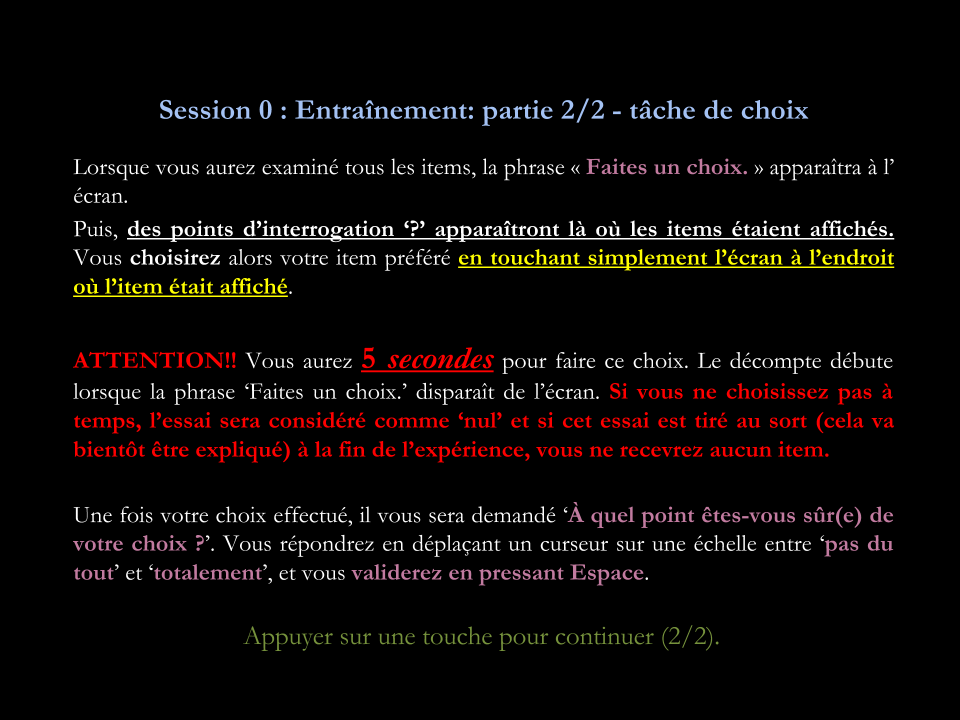 Session 0 : Entraînement: partie 2/2 - tâche de choix
Lorsque vous aurez examiné tous les items, la phrase « Faites un choix. » apparaîtra à l’
écran.
Puis, des points d’interrogation ‘?’ apparaîtront là où les items étaient affichés.
Vous choisirez alors votre item préféré en touchant simplement l’écran à l’endroit
où l’item était affiché.
ATTENTION!! Vous aurez 5 secondes pour faire ce choix. Le décompte débute
lorsque la phrase ‘Faites un choix.’ disparaît de l’écran. Si vous ne choisissez pas à
temps, l’essai sera considéré comme ‘nul’ et si cet essai est tiré au sort (cela va
bientôt être expliqué) à la fin de l’expérience, vous ne recevrez aucun item.
Une fois votre choix effectué, il vous sera demandé ‘À quel point êtes-vous sûr(e) de
votre choix ?’. Vous répondrez en déplaçant un curseur sur une échelle entre ‘pas du
tout’ et ‘totalement’, et vous validerez en pressant Espace.
Appuyer sur une touche pour continuer (2/2).